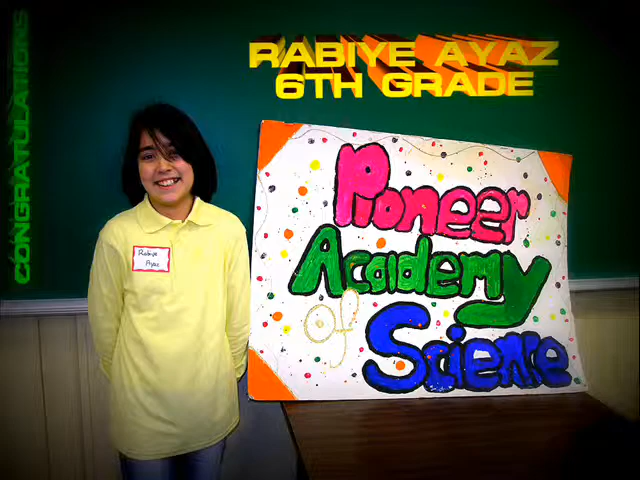 CONGRATULATIONS
RABIYE AYAZ
6TH GRADE
Pioneer
Academy
of
Science
Rabiye
Ayaz